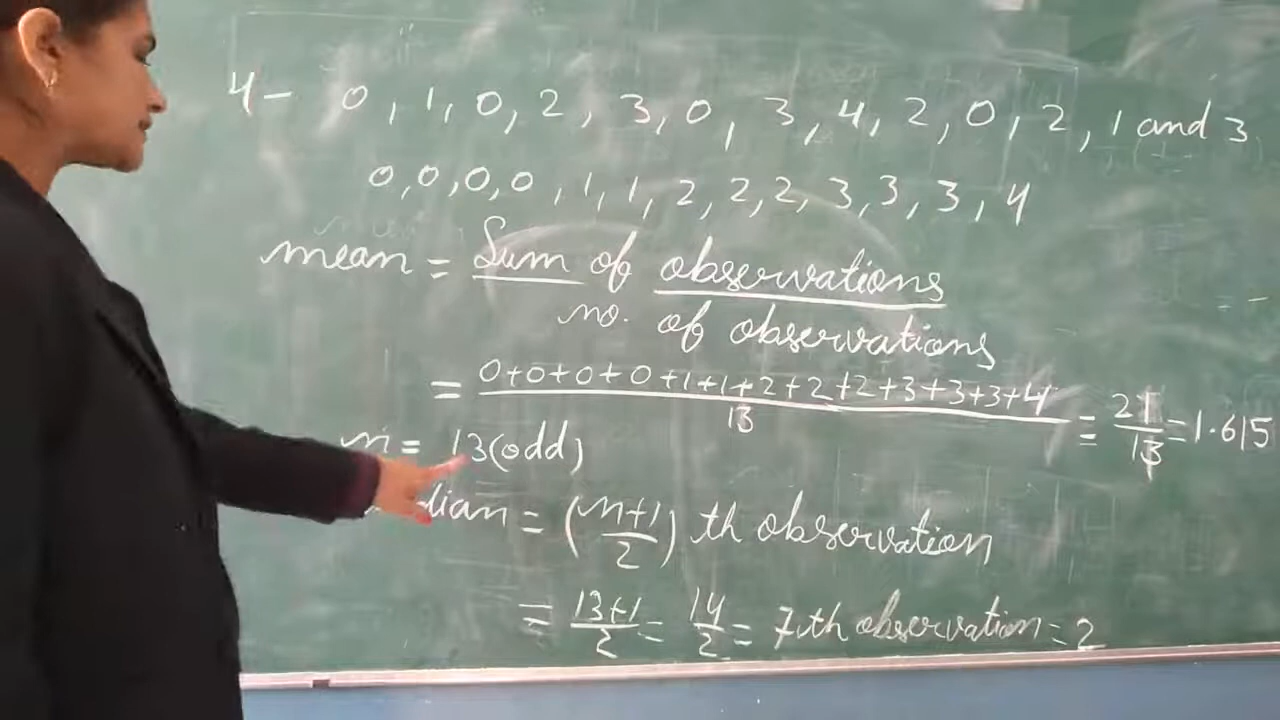 4- 0, 1, 0, 2, 3, 0, 3, 4, 2, 0, 2, 1 and 3
0,0,0,0,1,1,2,2,2,3,3,3,4
mean = Sum of observations
no. of observations
= 0+0+0+0+1+1+2+2+2+3+3+3+4 = 21 = 1.615
13 13
n = 13(odd)
dian = (n+1) th observation
2
= 13+1 = 14 = 7th observation = 2
2 2